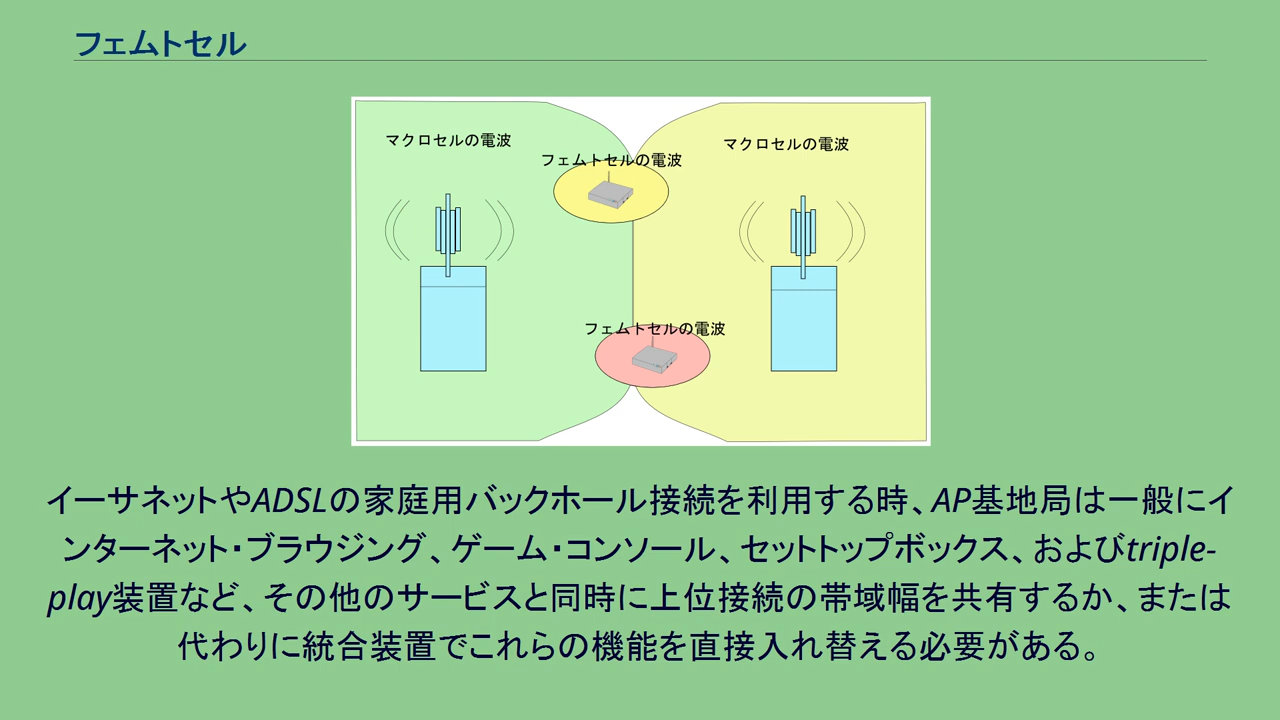 フェムトセル
マクロセルの電波
マクロセルの電波
フェムトセルの電波
フェムトセルの電波
イーサネットやADSLの家庭用バックホール接続を利用する時、AP基地局は一般にイ
ンターネット・ブラウジング、ゲーム・コンソール、セットトップボックス、およびtriple-
play装置など、その他のサービスと同時に上位接続の帯域幅を共有するか、または
代わりに統合装置でこれらの機能を直接入れ替える必要がある。